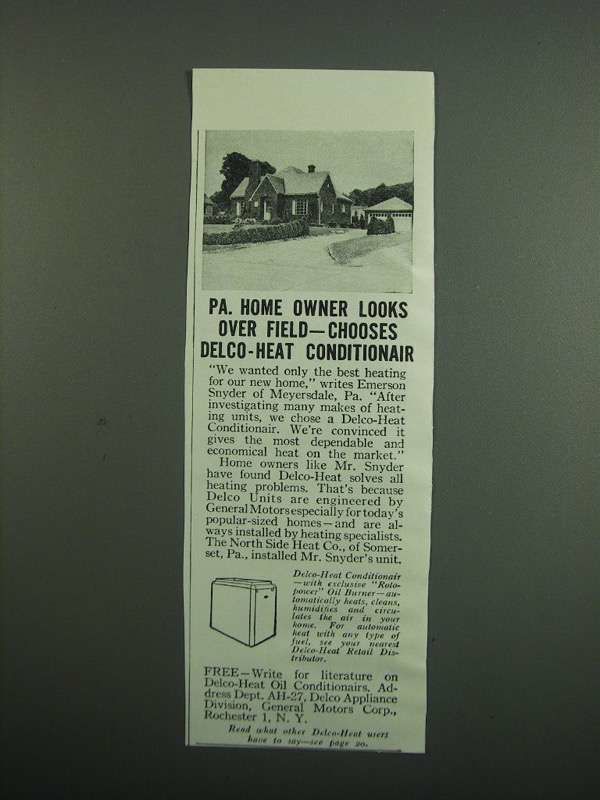 PA. HOME OWNER LOOKS
OVER FIELD—CHOOSES
DELCO-HEAT CONDITIONAIR
"We wanted only the best heating
for our new home," writes Emerson
Snyder of Meyersdale, Pa. "After
investigating many makes of heat-
ing units, we chose a Delco-Heat
Conditionair. We're convinced it
gives the most dependable and
economical heat on the market."
Home owners like Mr. Snyder
have found Delco-Heat solves all
heating problems. That's because
Delco Units are engineered by
General Motors especially for today's
popular-sized homes—and are al-
ways installed by heating specialists.
The North Side Heat Co., of Somer-
set, Pa., installed Mr. Snyder's unit.
Delco-Heat Conditionair
—with exclusive "Roto-
power" Oil Burner—au-
tomatically heats, cleans,
humidifies and circu-
lates the air in your
home. For automatic
heat with any type of
fuel, see your nearest
Delco-Heat Retail Dis-
tributor.
FREE—Write for literature on
Delco-Heat Oil Conditionairs. Ad-
dress Dept. AH-27, Delco Appliance
Division, General Motors Corp.,
Rochester 1, N. Y.
Read what other Delco-Heat users
have to say—see page 20.